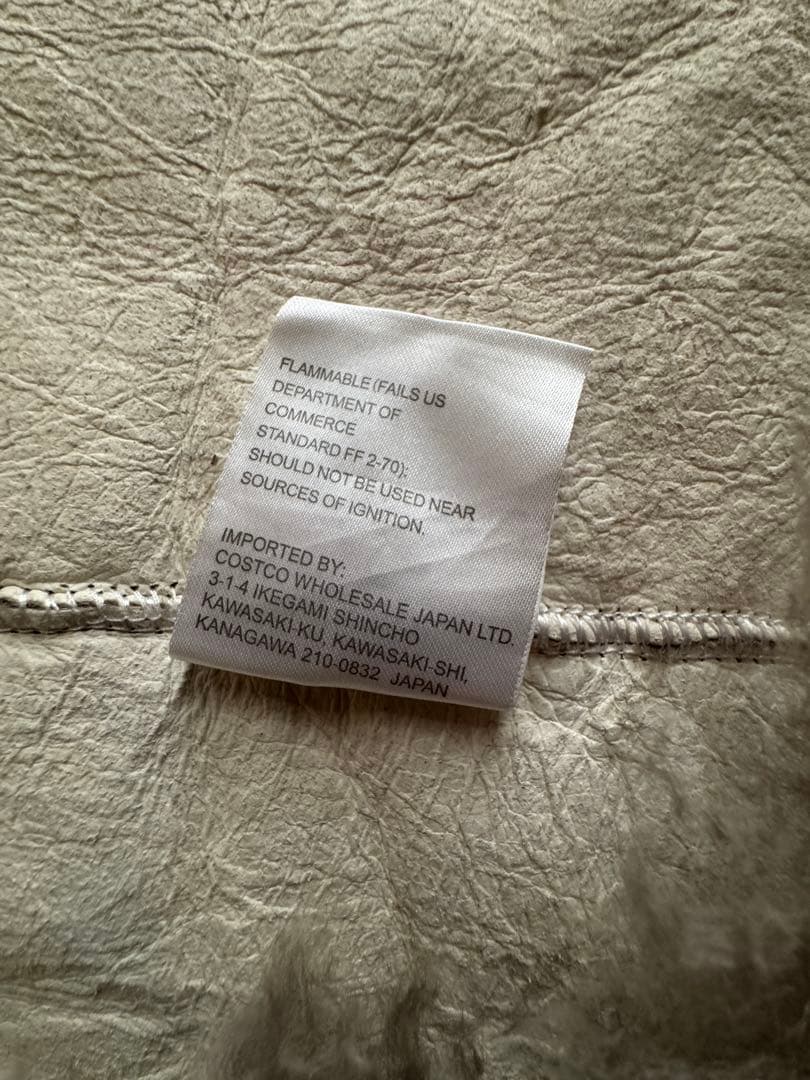 FLAMMABLE (FAILS US
DEPARTMENT OF
COMMERCE
STANDARD FF 2-70):
SHOULD NOT BE USED NEAR
SOURCES OF IGNITION.
IMPORTED BY:
COSTCO WHOLESALE JAPAN LTD.
3-1-4 IKEGAMI SHINCHO
KAWASAKI-KU, KAWASAKI-SHI,
KANAGAWA 210-0832 JAPAN